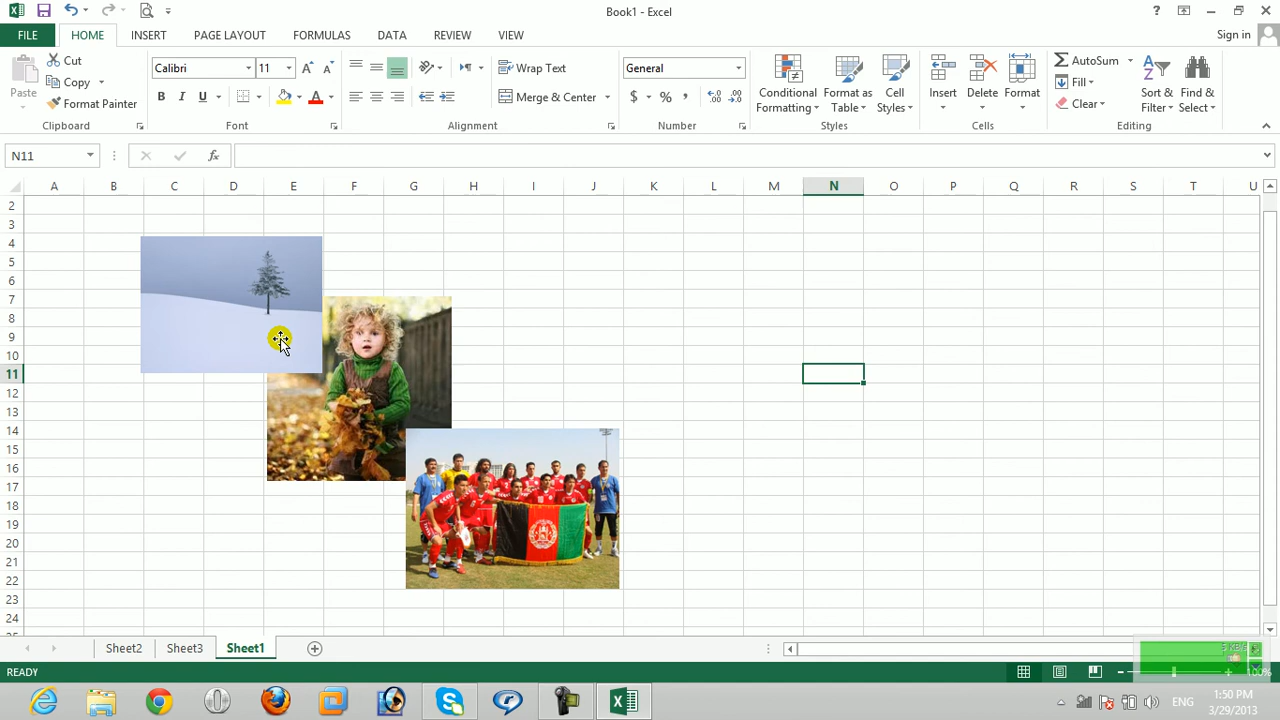 Book1 - Excel
?
FILE HOME INSERT PAGE LAYOUT FORMULAS DATA REVIEW VIEW Sign in
Cut
Copy
Format Painter
Paste
Clipboard
Calibri 11
B I U
Font
Wrap Text
Merge & Center
Alignment
General
$ % ,
Number
Conditional Formatting
Format as Table
Cell Styles
Styles
Insert Delete Format
Cells
AutoSum
Fill
Clear
Sort & Filter
Find & Select
Editing
N11 fx
A B C D E F G H I J K L M N O P Q R S T U
2
3
4
5
6
7
8
9
10
11
12
13
14
15
16
17
18
19
20
21
22
23
24
Sheet2 Sheet3 Sheet1
READY 100%
ENG
1:50 PM
3/29/2013